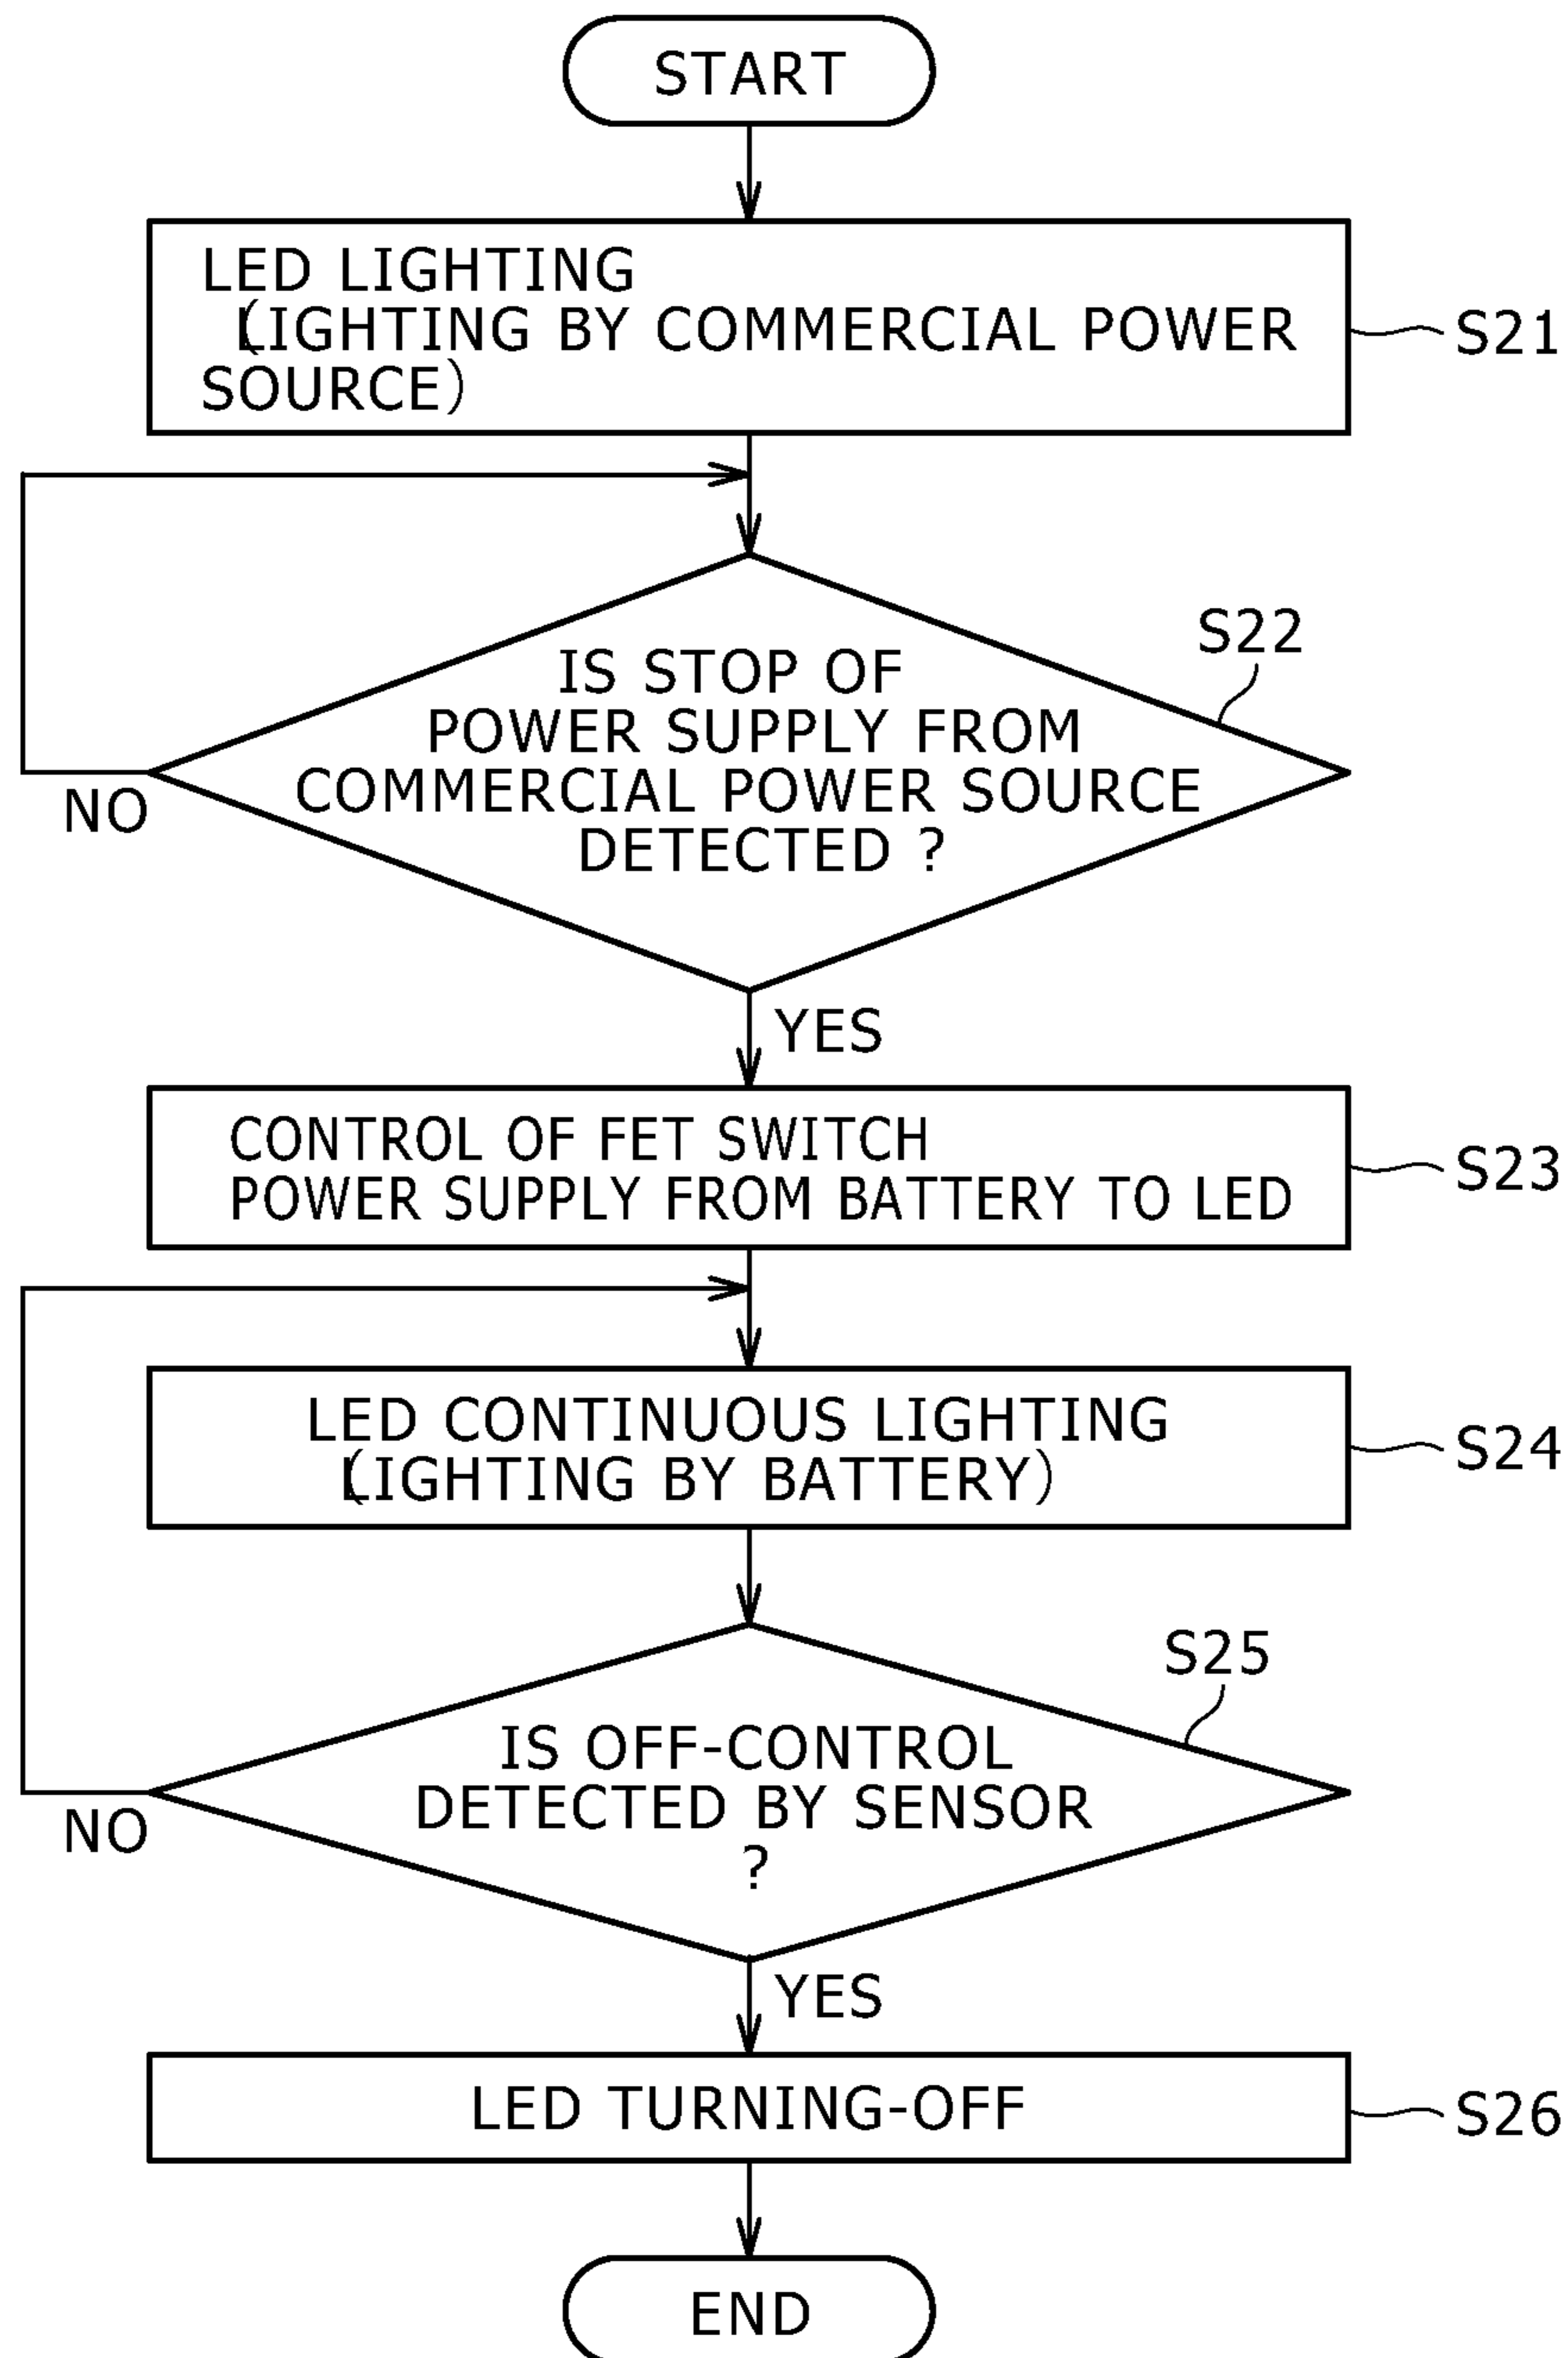 START
LED LIGHTING
(LIGHTING BY COMMERCIAL POWER
SOURCE)
S21
S22
IS STOP OF
POWER SUPPLY FROM
COMMERCIAL POWER SOURCE
DETECTED ?
NO
YES
CONTROL OF FET SWITCH
POWER SUPPLY FROM BATTERY TO LED
S23
LED CONTINUOUS LIGHTING
(LIGHTING BY BATTERY)
S24
S25
IS OFF-CONTROL
DETECTED BY SENSOR
?
NO
YES
LED TURNING-OFF
S26
END